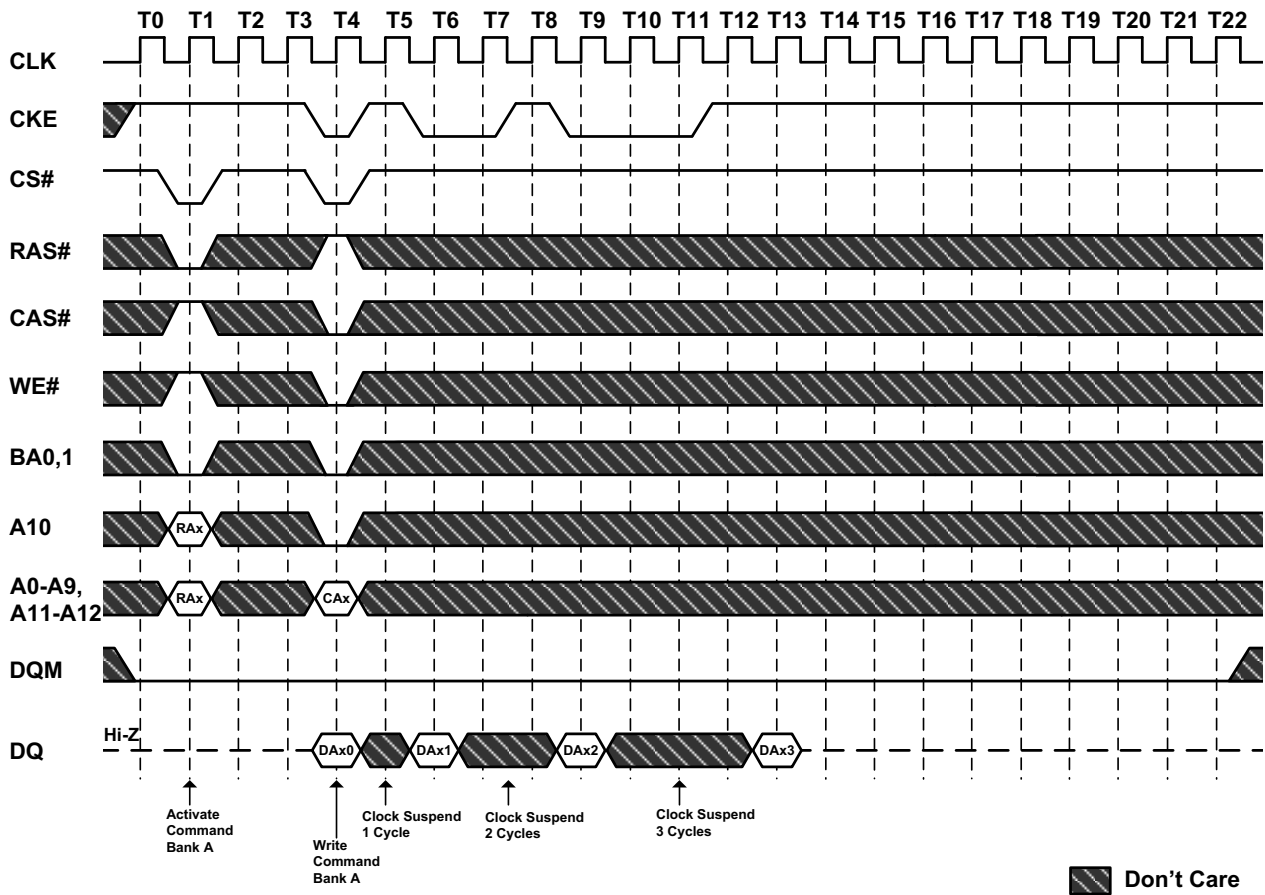 T0 T1 T2 T3 T4 T5 T6 T7 T8 T9 T10 T11 T12 T13 T14 T15 T16 T17 T18 T19 T20 T21 T22
CLK
CKE
CS#
RAS#
CAS#
WE#
BA0,1
A10
RAx
A0-A9,
A11-A12
RAx CAx
DQM
DQ
Hi-Z
DAx0 DAx1 DAx2 DAx3
Activate
Command
Bank A
Write
Command
Bank A
Clock Suspend
1 Cycle
Clock Suspend
2 Cycles
Clock Suspend
3 Cycles
Don't Care